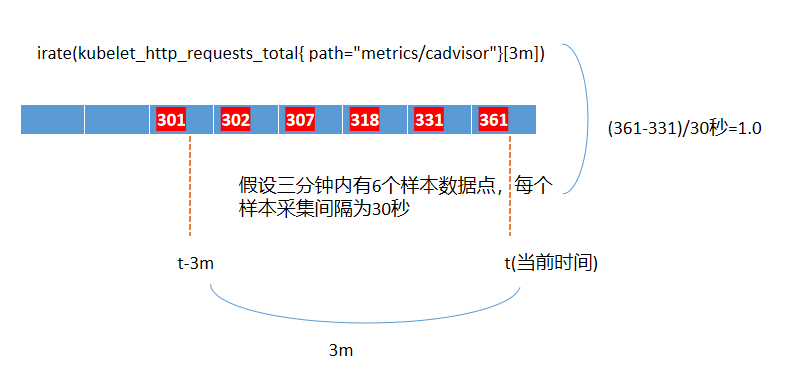 irate(kubelet_http_requests_total{ path="metrics/cadvisor"}[3m])
301 302 307 318 331 361
(361-331)/30秒=1.0
假设三分钟内有6个样本数据点，每个
样本采集间隔为30秒
t-3m
t(当前时间)
3m